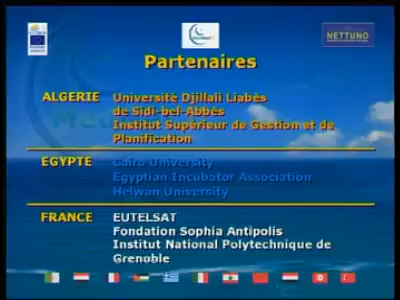 NETTUNO
Partenaires
ALGERIE Université Djillali Liabès
de Sidi-bel-Abbès
Institut Supérieur de Gestion et de
Planification
EGYPTE Cairo University
Egyptian Incubator Association
Helwan University
FRANCE EUTELSAT
Fondation Sophia Antipolis
Institut National Polytechnique de
Grenoble